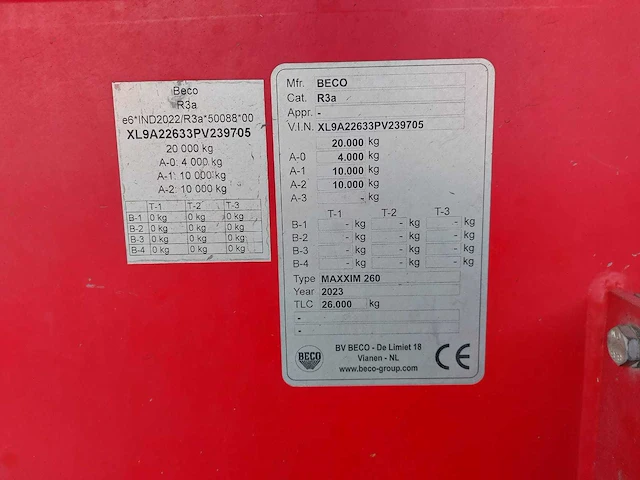 Beco
R3a
e6*IND2022/R3a*50088*00
XL9A22633PV239705
20 000 kg
A-0: 4 000 kg
A-1: 10 000 kg
A-2: 10 000 kg
T-1 T-2 T-3
B-1 0 kg 0 kg 0 kg
B-2 0 kg 0 kg 0 kg
B-3 0 kg 0 kg 0 kg
B-4 0 kg 0 kg 0 kg
Mfr. BECO
Cat. R3a
Appr. -
V.I.N. XL9A22633PV239705
20.000 kg
A-0 4.000 kg
A-1 10.000 kg
A-2 10.000 kg
A-3 - kg
T-1 T-2 T-3
B-1 - kg - kg - kg
B-2 - kg - kg - kg
B-3 - kg - kg - kg
B-4 - kg - kg - kg
Type MAXXIM 260
Year 2023
TLC 26.000 kg
-
-
BECO
BV BECO - De Limiet 18
Vianen - NL
www.beco-group.com
CE